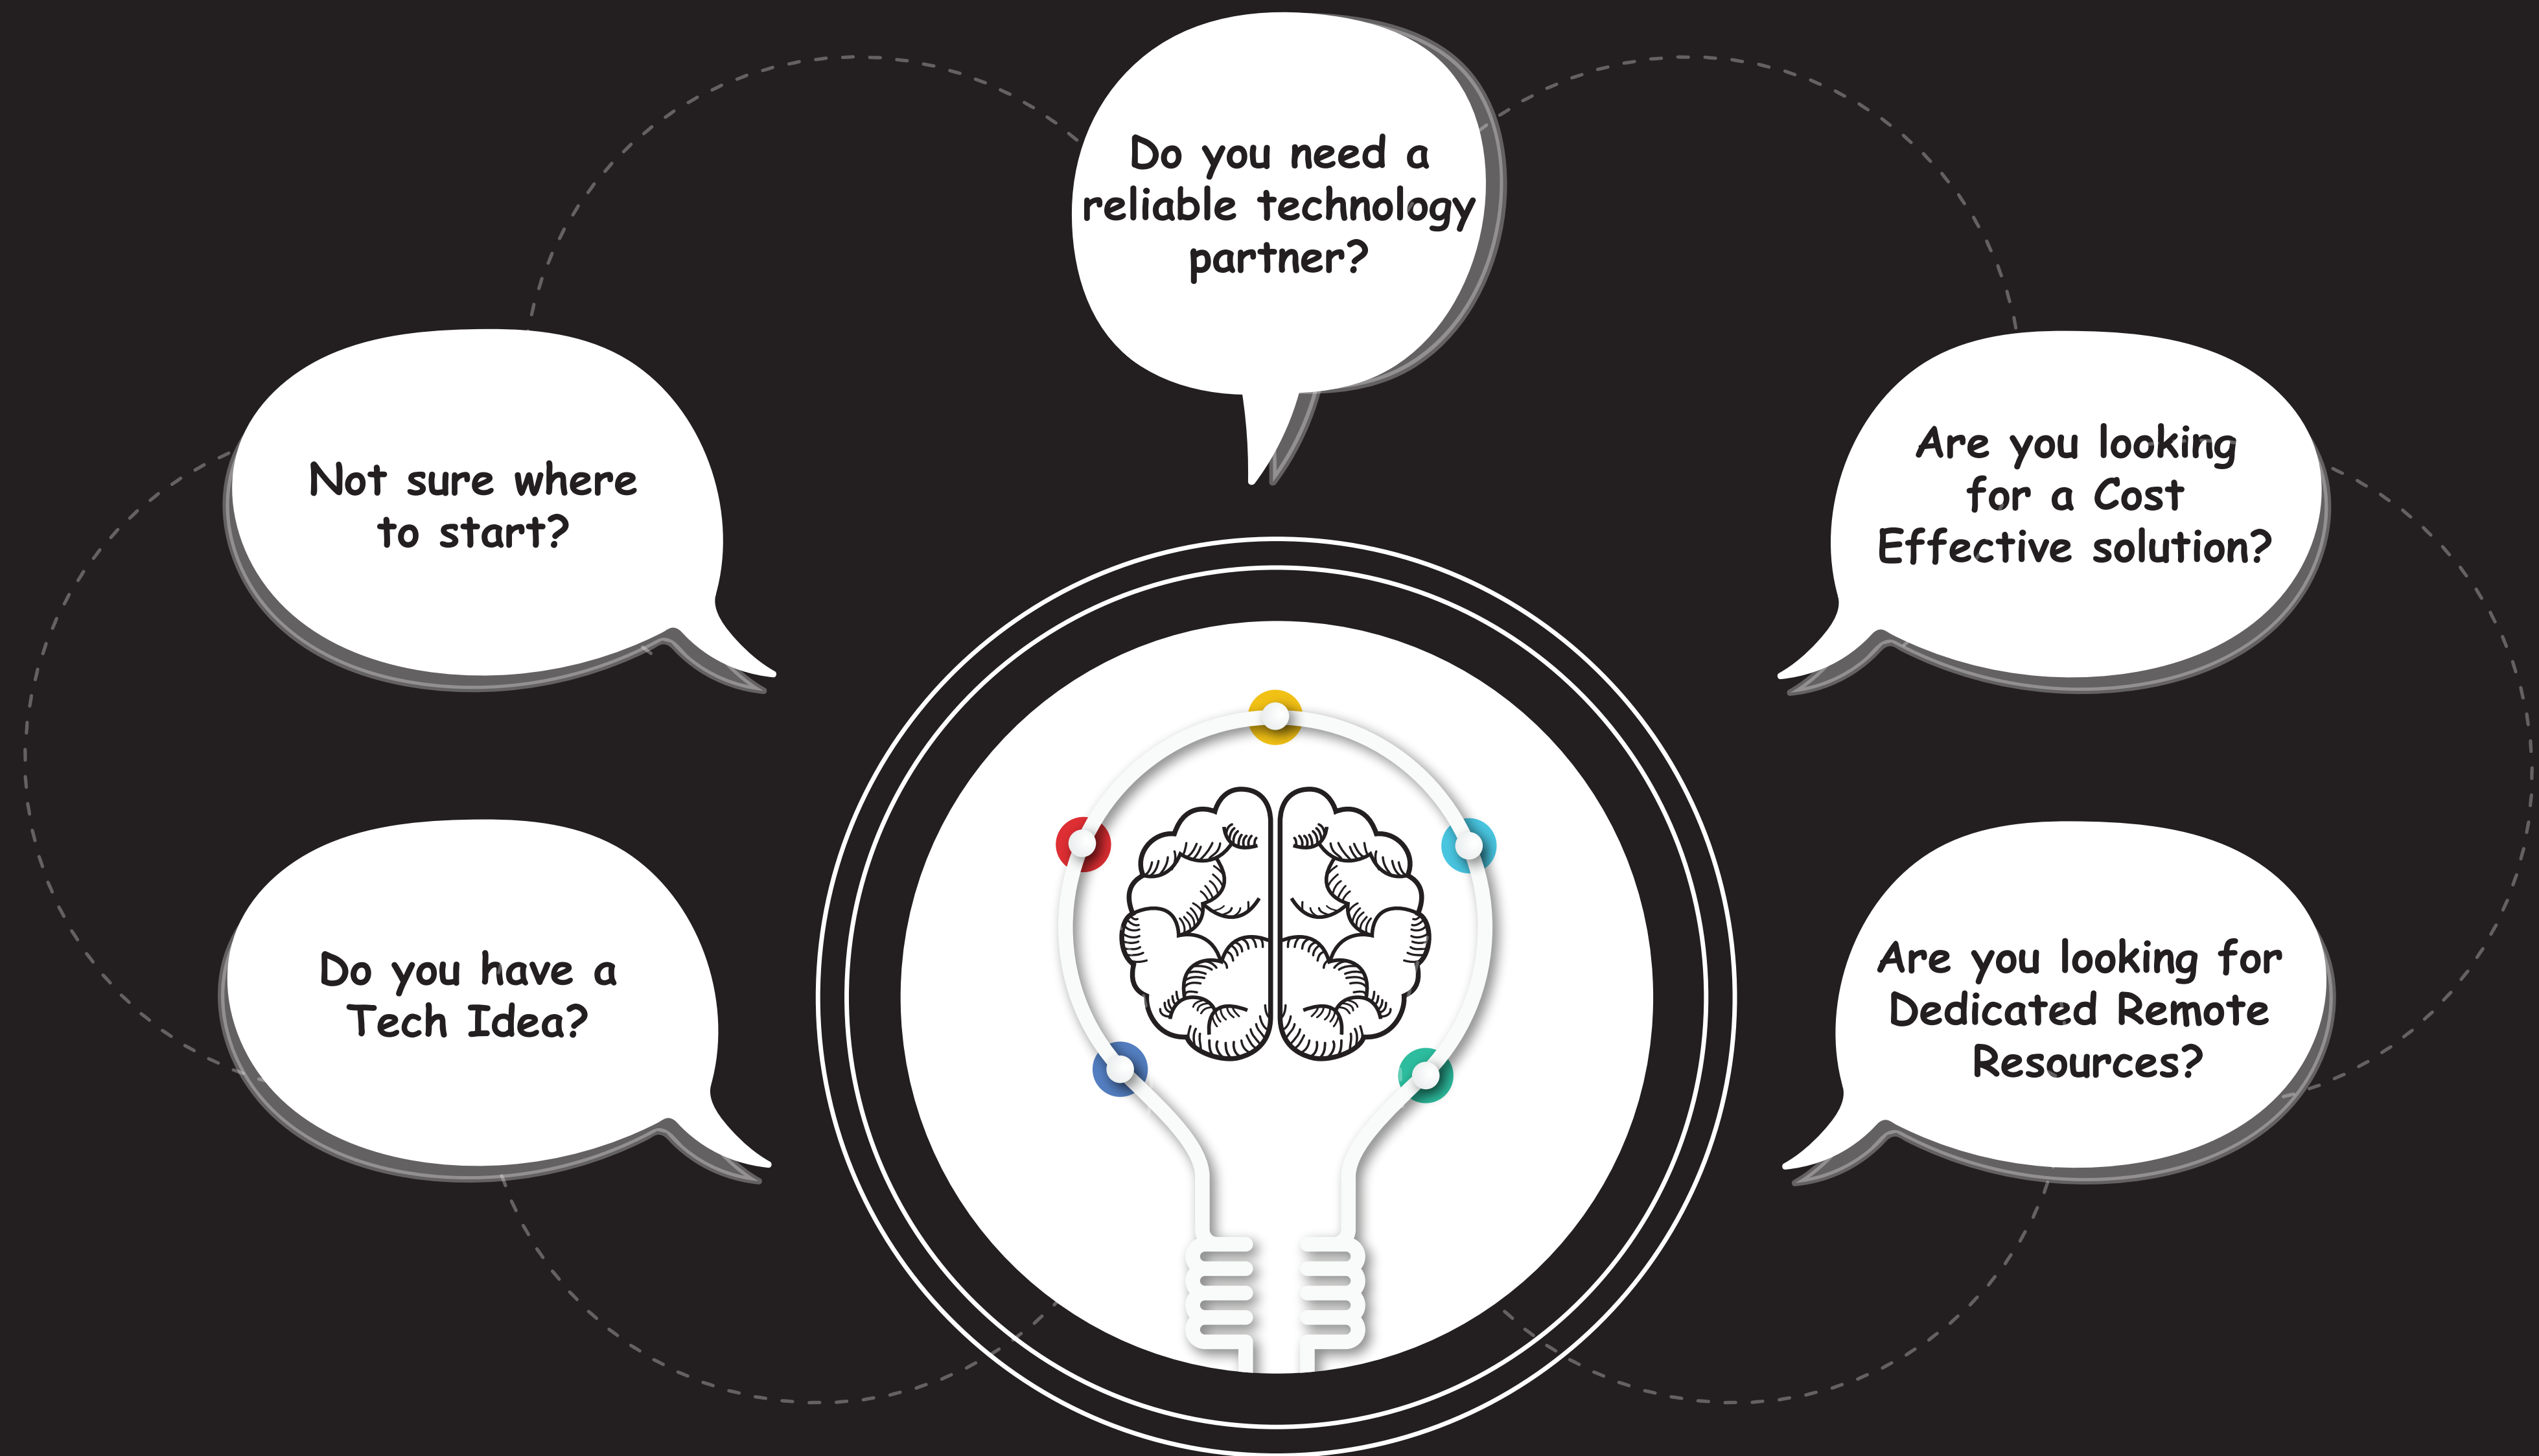 Do you need a
reliable technology
partner?
Not sure where
to start?
Are you looking
for a Cost
Effective solution?
Do you have a
Tech Idea?
Are you looking for
Dedicated Remote
Resources?